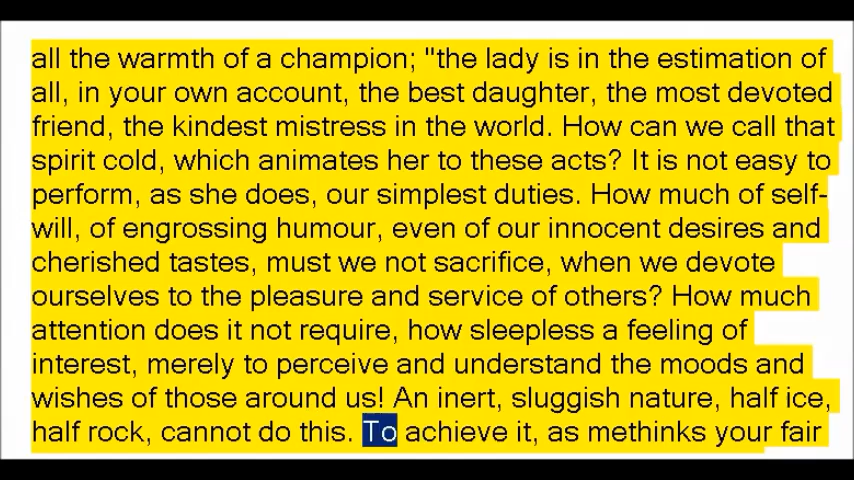 all the warmth of a champion; "the lady is in the estimation of
all, in your own account, the best daughter, the most devoted
friend, the kindest mistress in the world. How can we call that
spirit cold, which animates her to these acts? It is not easy to
perform, as she does, our simplest duties. How much of self-
will, of engrossing humour, even of our innocent desires and
cherished tastes, must we not sacrifice, when we devote
ourselves to the pleasure and service of others? How much
attention does it not require, how sleepless a feeling of
interest, merely to perceive and understand the moods and
wishes of those around us! An inert, sluggish nature, half ice,
half rock, cannot do this. To achieve it, as methinks your fair